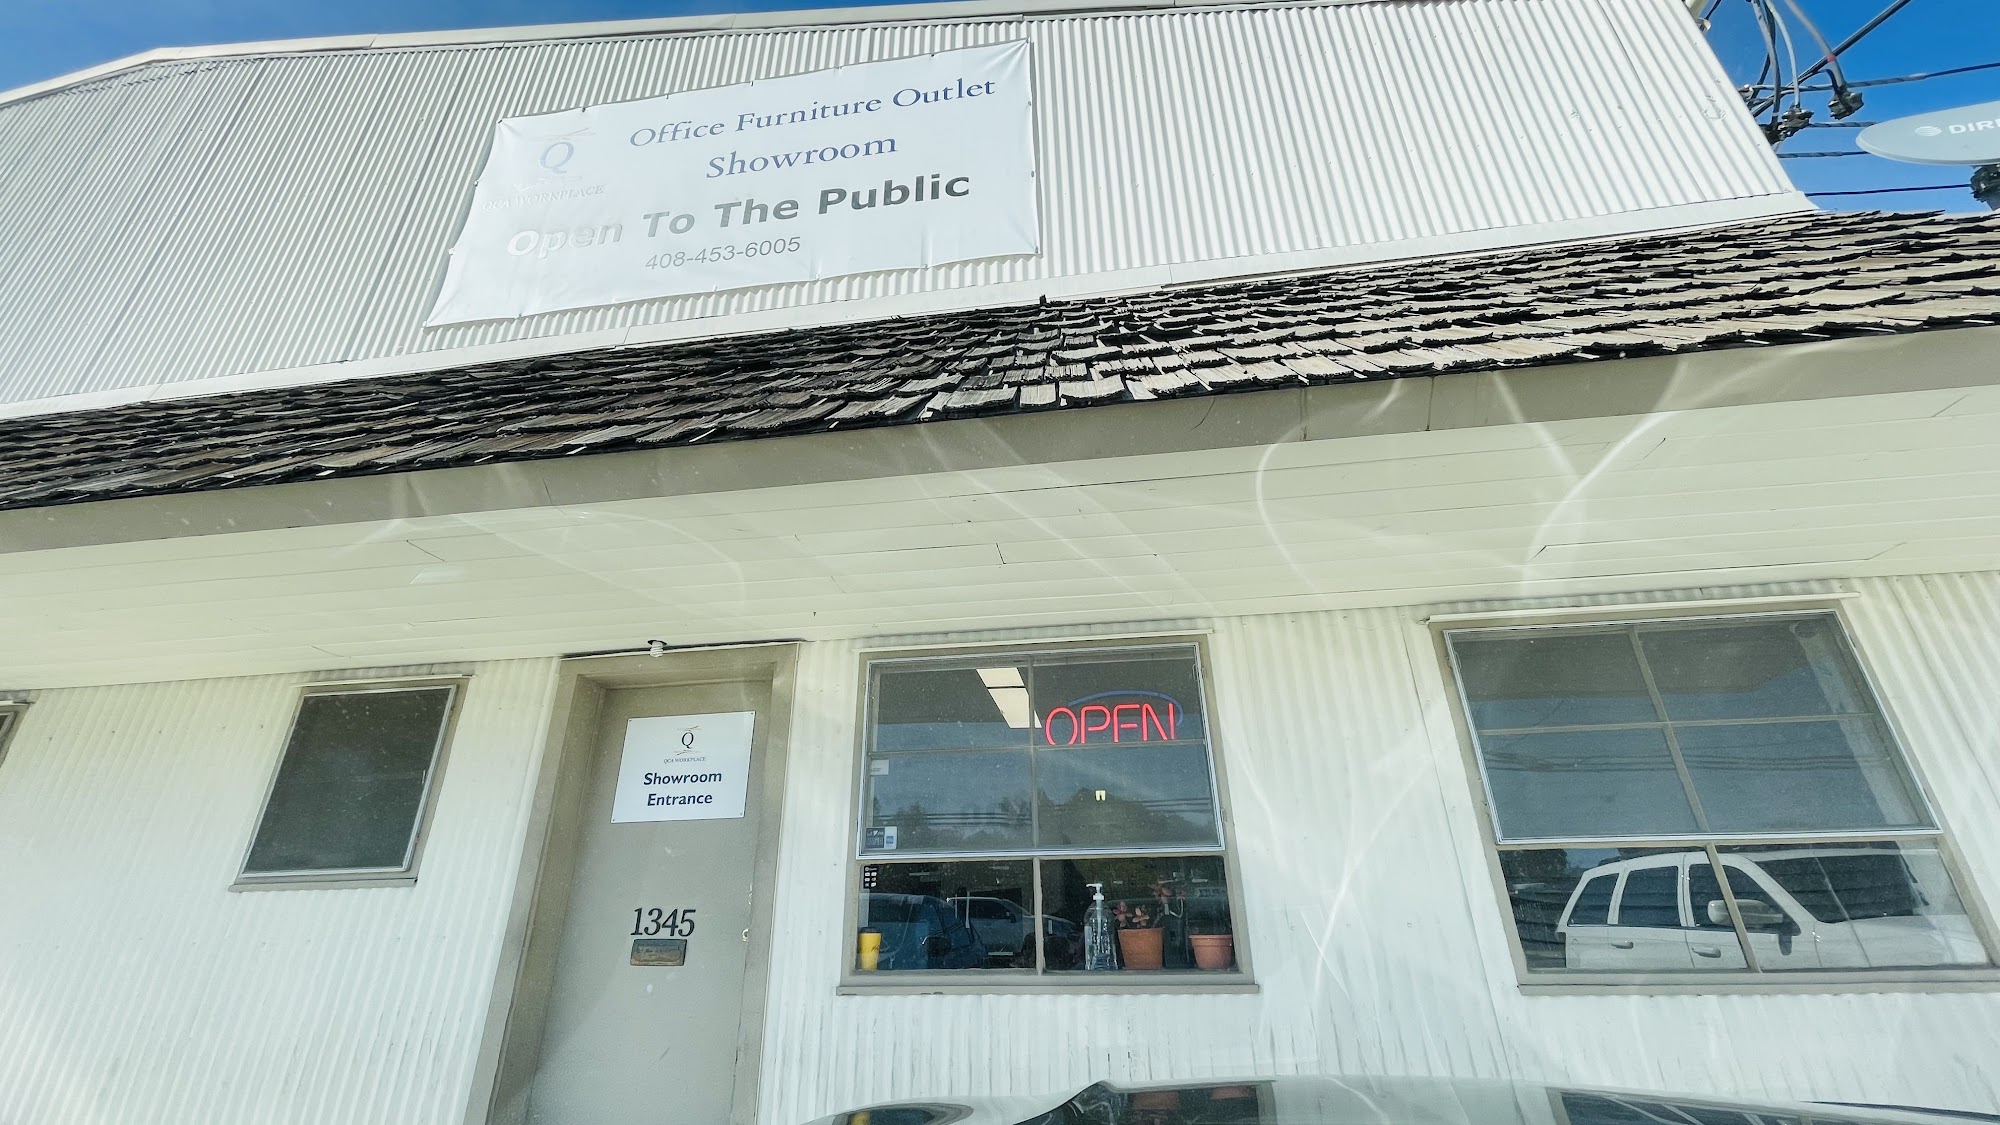 Office Furniture Outlet
Showroom
Q
QCA WORKPLACE
Open To The Public
408-453-6005
DIRE
Q
QCA WORKPLACE
Showroom
Entrance
OPEN
1345